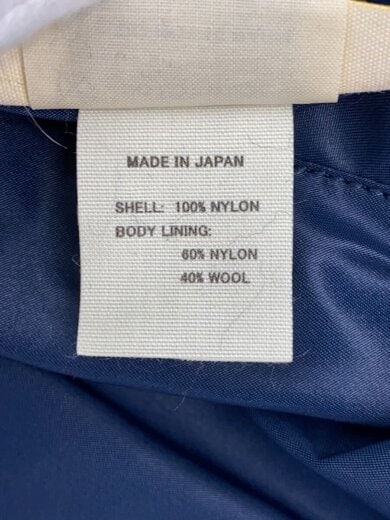 MADE IN JAPAN
SHELL: 100% NYLON
BODY LINING:
60% NYLON
40% WOOL